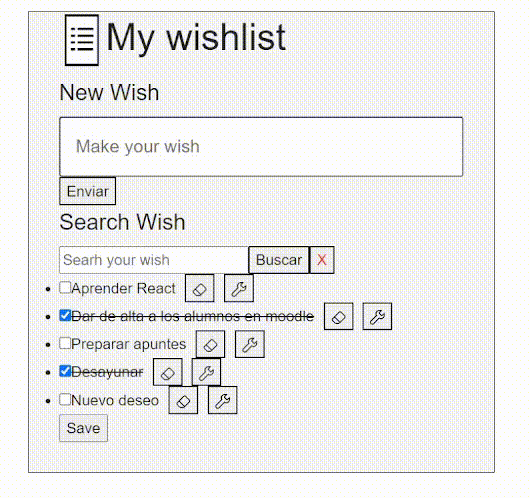 My wishlist
New Wish
Make your wish
Enviar
Search Wish
Searh your wish Buscar X
Aprender React
Dar de alta a los alumnos en moodle
Preparar apuntes
Desayunar
Nuevo deseo
Save